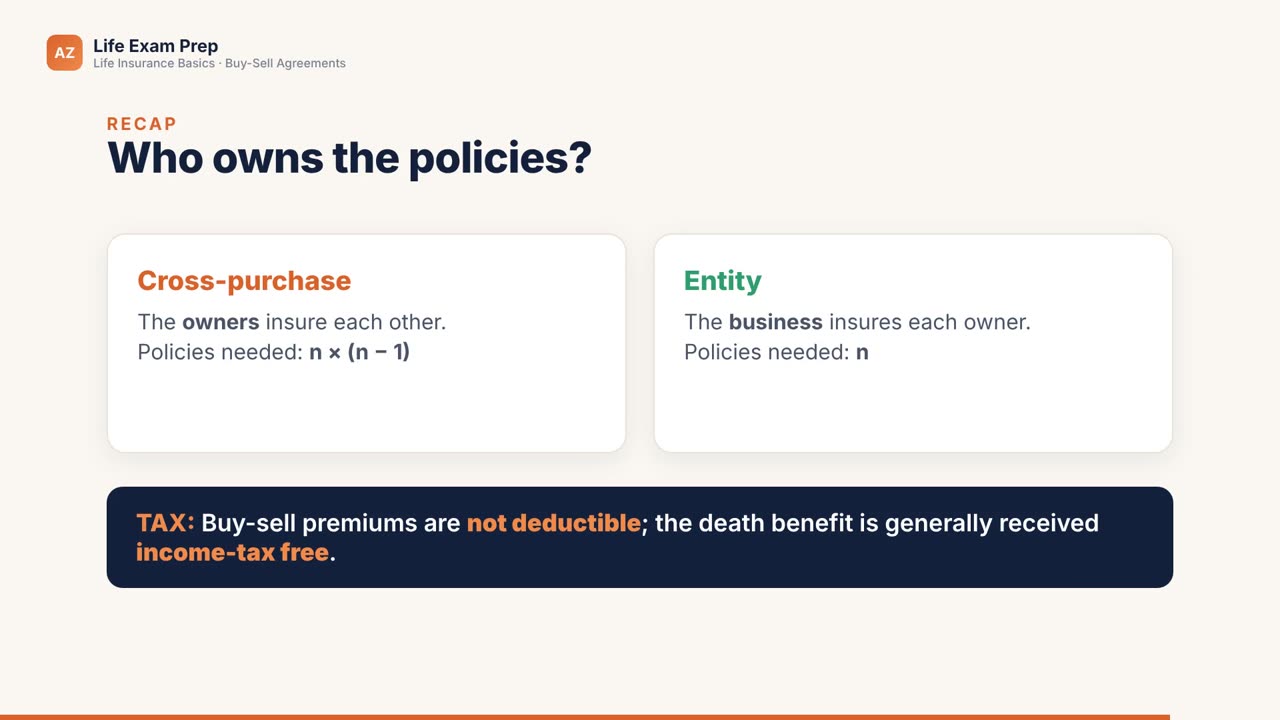 AZ
Life Exam Prep
Life Insurance Basics · Buy-Sell Agreements
RECAP
Who owns the policies?
Cross-purchase
The owners insure each other.
Policies needed: n × (n − 1)
Entity
The business insures each owner.
Policies needed: n
TAX: Buy-sell premiums are not deductible; the death benefit is generally received
income-tax free.